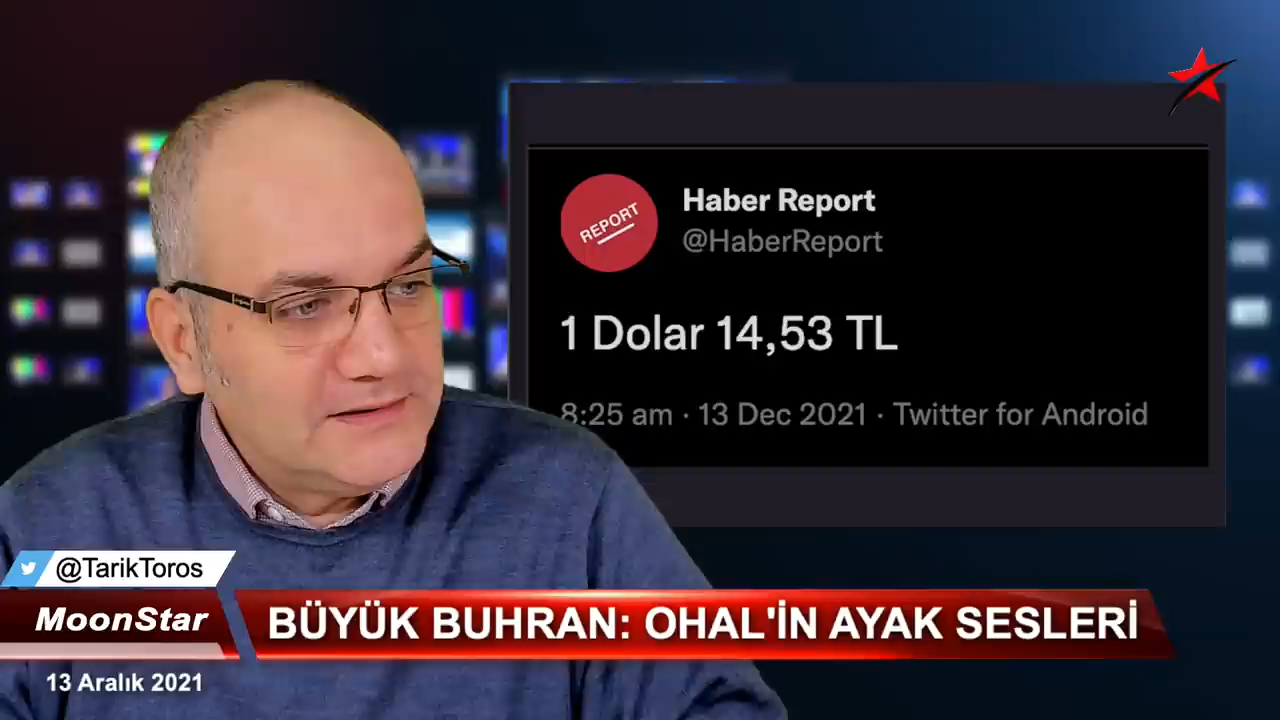 REPORT
Haber Report
@HaberReport
1 Dolar 14,53 TL
8:25 am · 13 Dec 2021 · Twitter for Android
@TarikToros
MoonStar
BÜYÜK BUHRAN: OHAL'İN AYAK SESLERİ
13 Aralık 2021